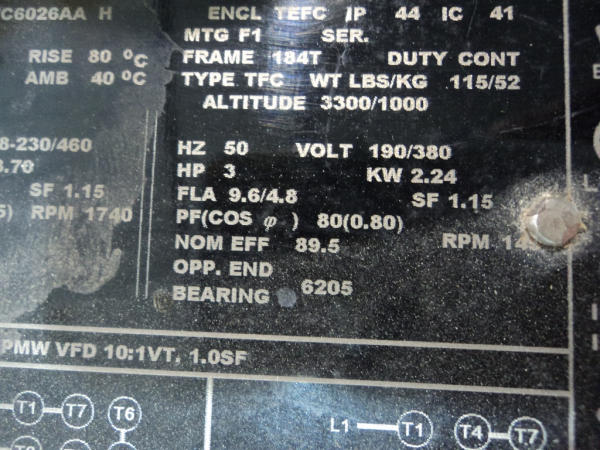 C6026AA H
ENCL TEFC IP 44 IC 41
MTG F1 SER.
RISE 80 °C
FRAME 184T DUTY CONT
AMB 40 °C
TYPE TFC WT LBS/KG 115/52
ALTITUDE 3300/1000
8-230/460
HZ 50 VOLT 190/380
.70
HP 3 KW 2.24
SF 1.15
FLA 9.6/4.8 SF 1.15
RPM 1740
PF(COS φ ) 80(0.80)
NOM EFF 89.5 RPM 14
OPP. END
BEARING 6205
PMW VFD 10:1VT, 1.0SF
T1 T7 T6
L1 T1 T4 T7